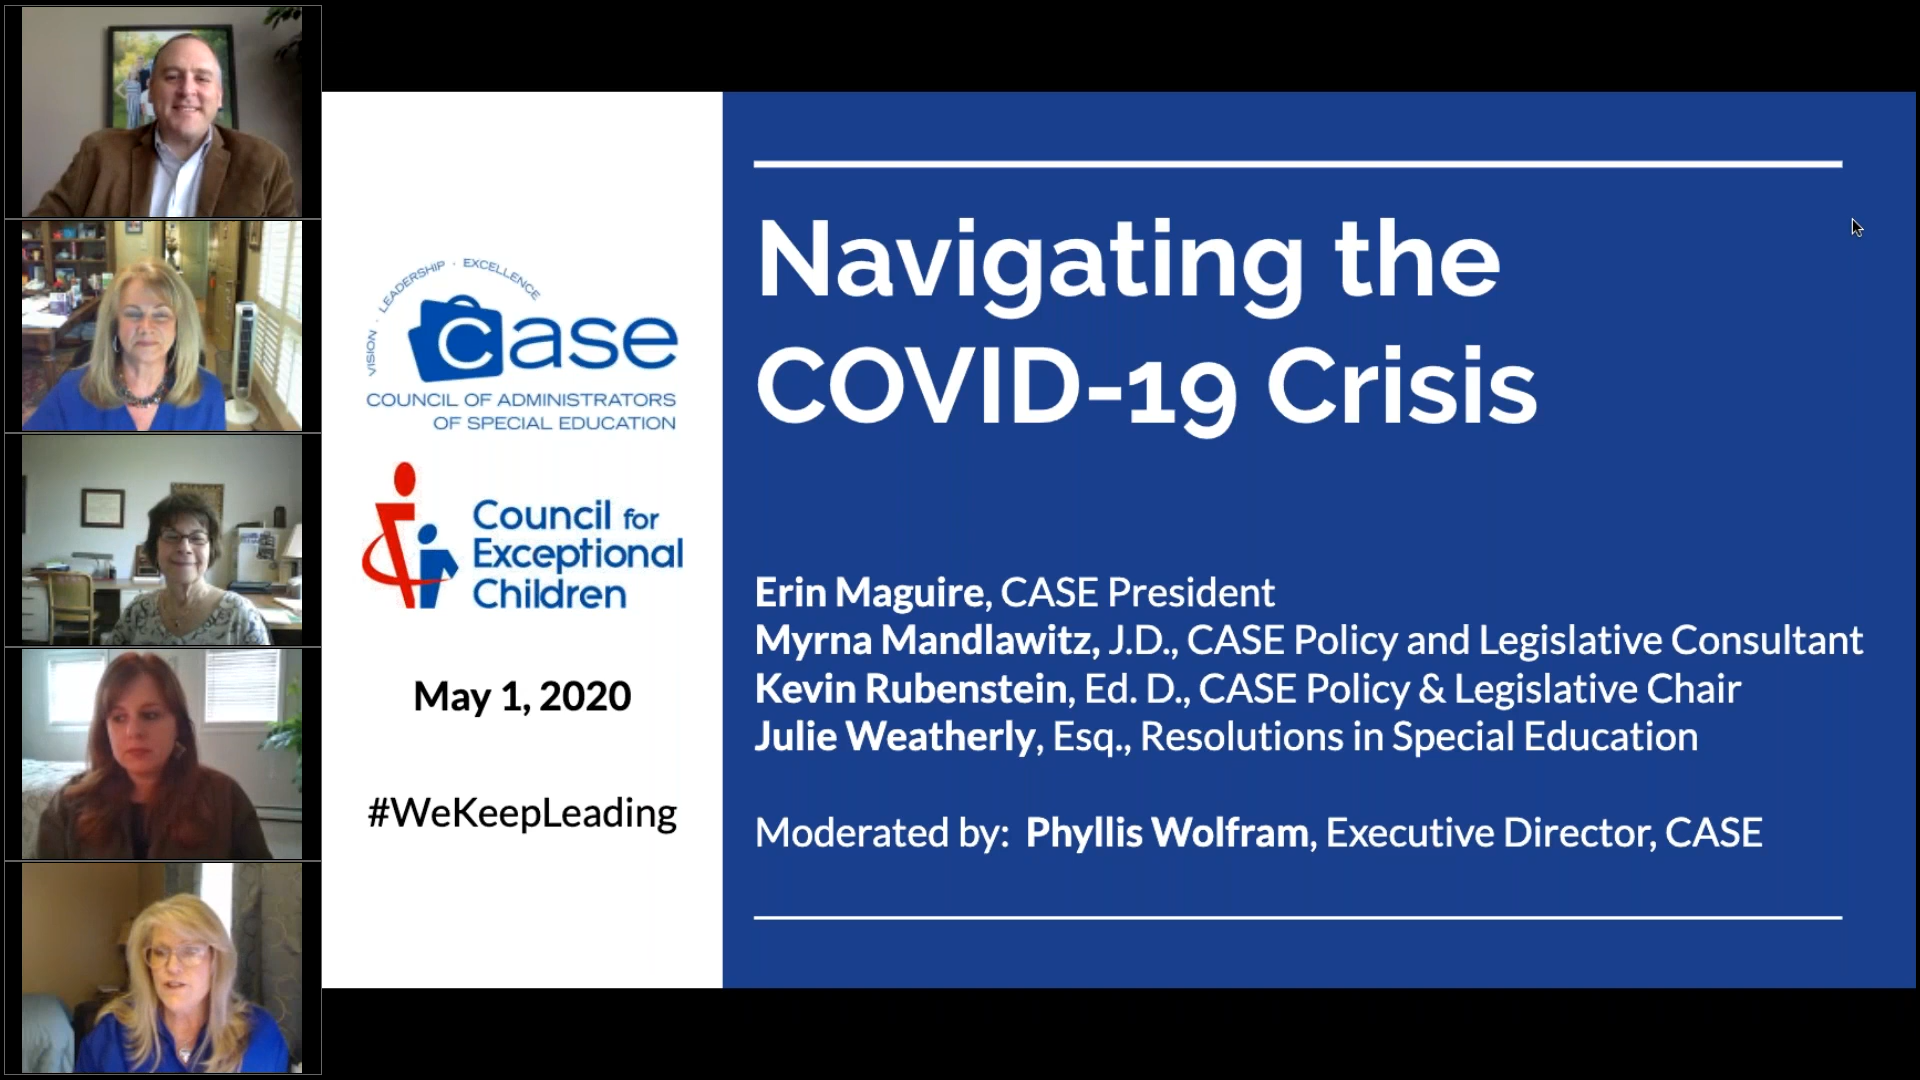 VISION · LEADERSHIP · EXCELLENCE
case
COUNCIL OF ADMINISTRATORS
OF SPECIAL EDUCATION
Council for
Exceptional
Children
May 1, 2020
#WeKeepLeading
Navigating the
COVID-19 Crisis
Erin Maguire, CASE President
Myrna Mandlawitz, J.D., CASE Policy and Legislative Consultant
Kevin Rubenstein, Ed. D., CASE Policy & Legislative Chair
Julie Weatherly, Esq., Resolutions in Special Education
Moderated by: Phyllis Wolfram, Executive Director, CASE